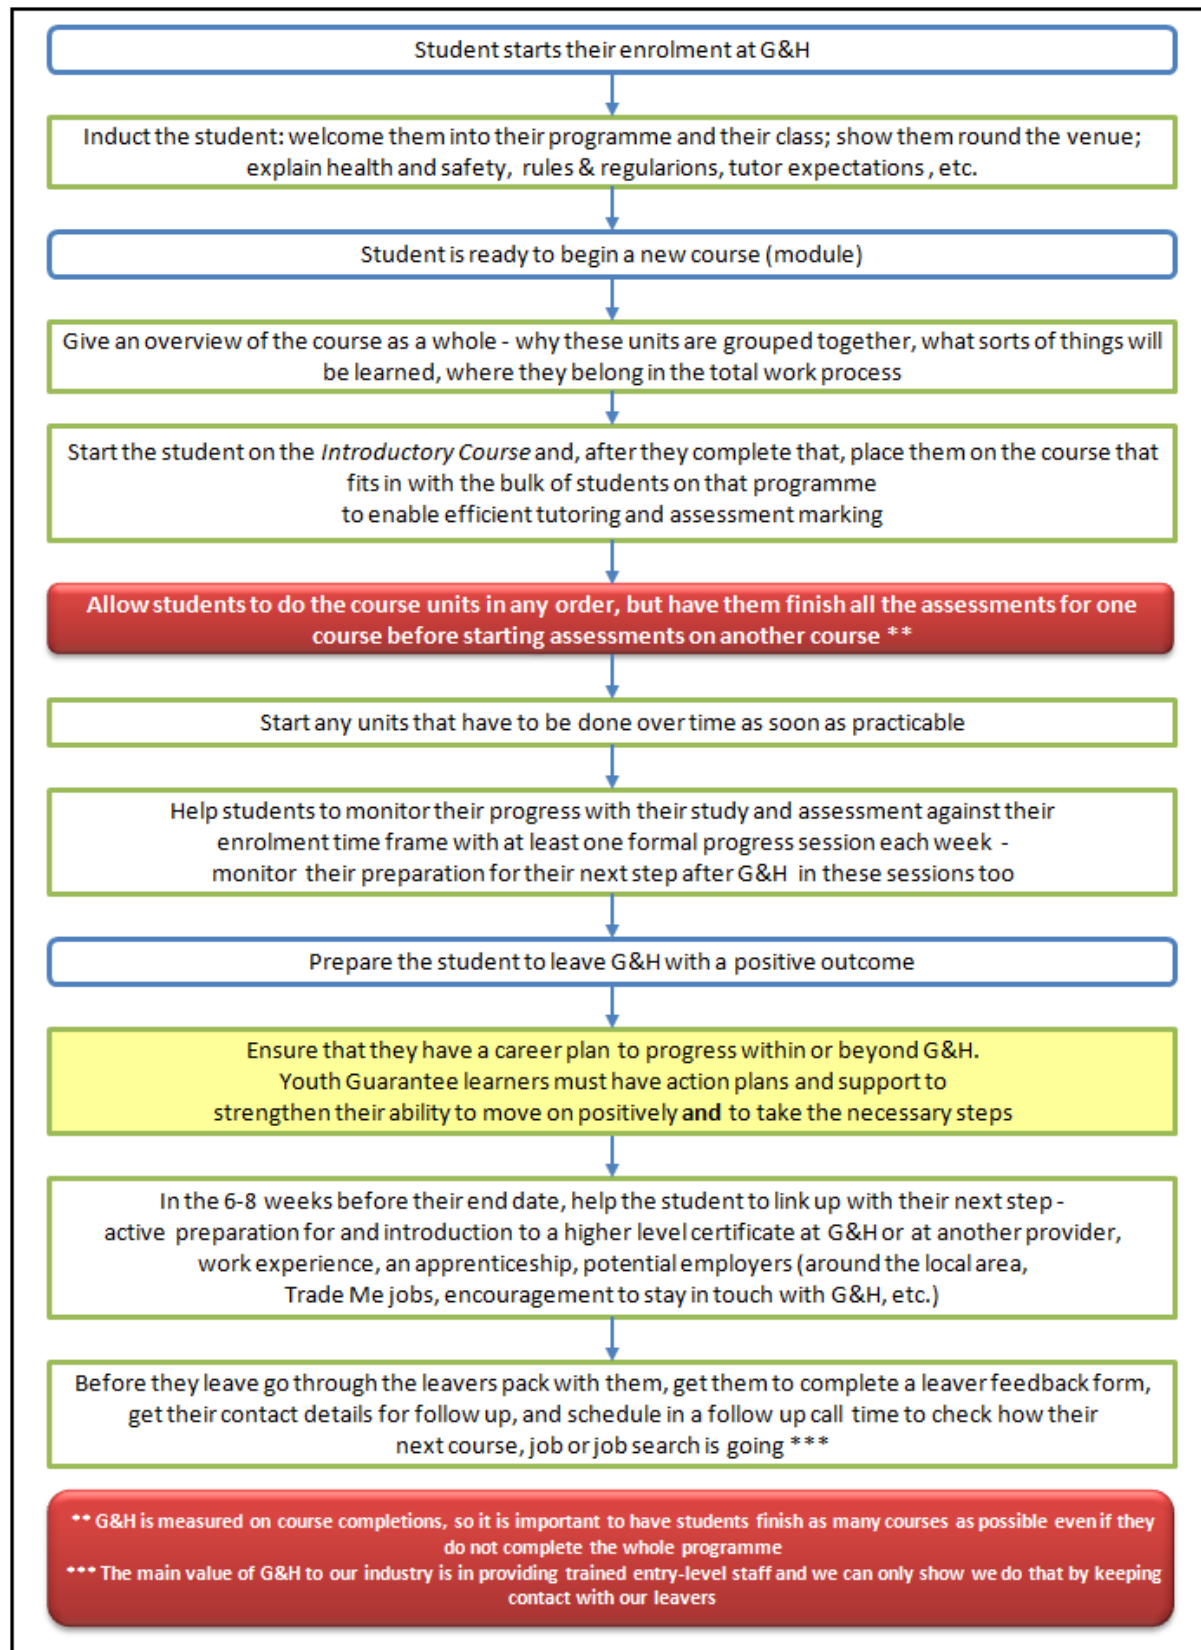 Student starts their enrolment at G&H
Induct the student: welcome them into their programme and their class; show them round the venue;
explain health and safety, rules & regularions, tutor expectations , etc.
Student is ready to begin a new course (module)
Give an overview of the course as a whole - why these units are grouped together, what sorts of things will
be learned, where they belong in the total work process
Start the student on the Introductory Course and, after they complete that, place them on the course that
fits in with the bulk of students on that programme
to enable efficient tutoring and assessment marking
Allow students to do the course units in any order, but have them finish all the assessments for one
course before starting assessments on another course **
Start any units that have to be done over time as soon as practicable
Help students to monitor their progress with their study and assessment against their
enrolment time frame with at least one formal progress session each week -
monitor their preparation for their next step after G&H in these sessions too
Prepare the student to leave G&H with a positive outcome
Ensure that they have a career plan to progress within or beyond G&H.
Youth Guarantee learners must have action plans and support to
strengthen their ability to move on positively and to take the necessary steps
In the 6-8 weeks before their end date, help the student to link up with their next step -
active preparation for and introduction to a higher level certificate at G&H or at another provider,
work experience, an apprenticeship, potential employers (around the local area,
Trade Me jobs, encouragement to stay in touch with G&H, etc.)
Before they leave go through the leavers pack with them, get them to complete a leaver feedback form,
get their contact details for follow up, and schedule in a follow up call time to check how their
next course, job or job search is going ***
** G&H is measured on course completions, so it is important to have students finish as many courses as possible even if they
do not complete the whole programme
*** The main value of G&H to our industry is in providing trained entry-level staff and we can only show we do that by keeping
contact with our leavers